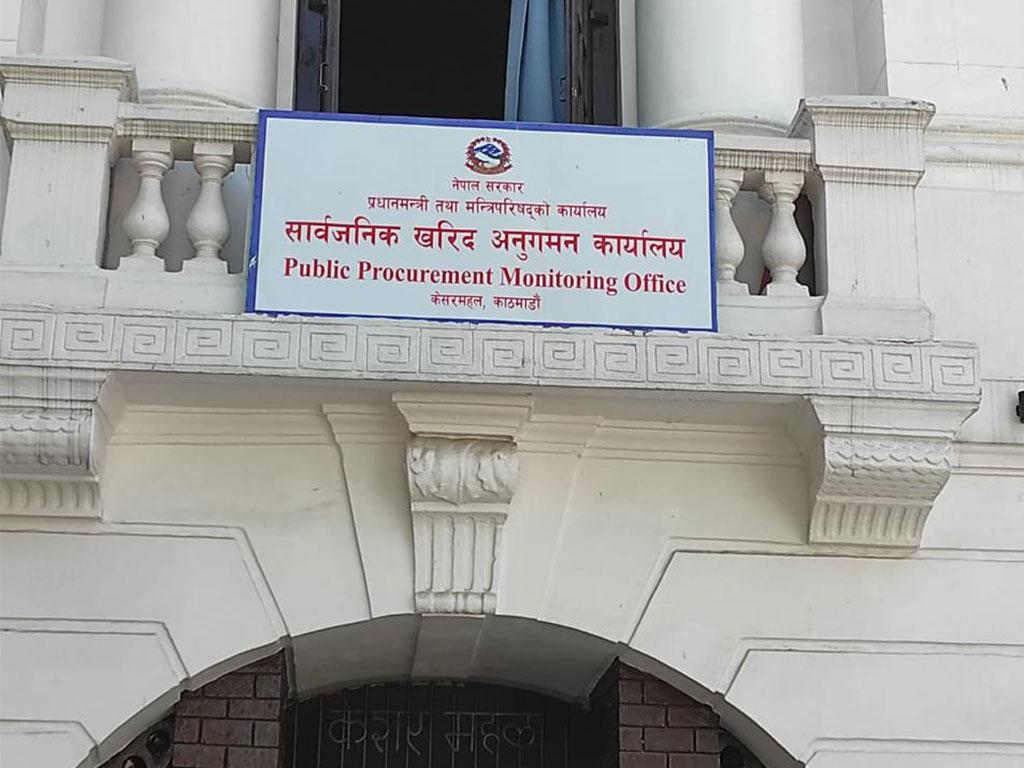 नेपाल सरकार
प्रधानमन्त्री तथा मन्त्रिपरिषद्को कार्यालय
सार्वजनिक खरिद अनुगमन कार्यालय
Public Procurement Monitoring Office
केसरमहल, काठमाडौं
केशर महल